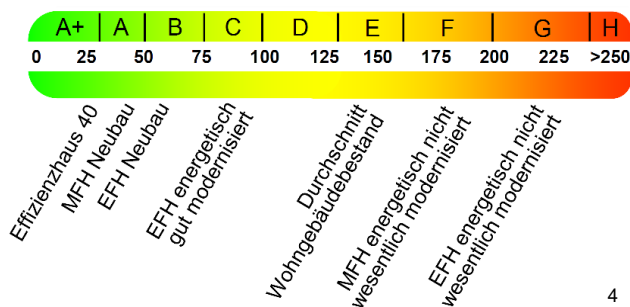 A+ A B C D E F G H
0 25 50 75 100 125 150 175 200 225 >250
Effizienzhaus 40
MFH Neubau
EFH Neubau
EFH energetisch
gut modernisiert
Durchschnitt
Wohngebäudebestand
MFH energetisch nicht
wesentlich modernisiert
EFH energetisch nicht
wesentlich modernisiert
4